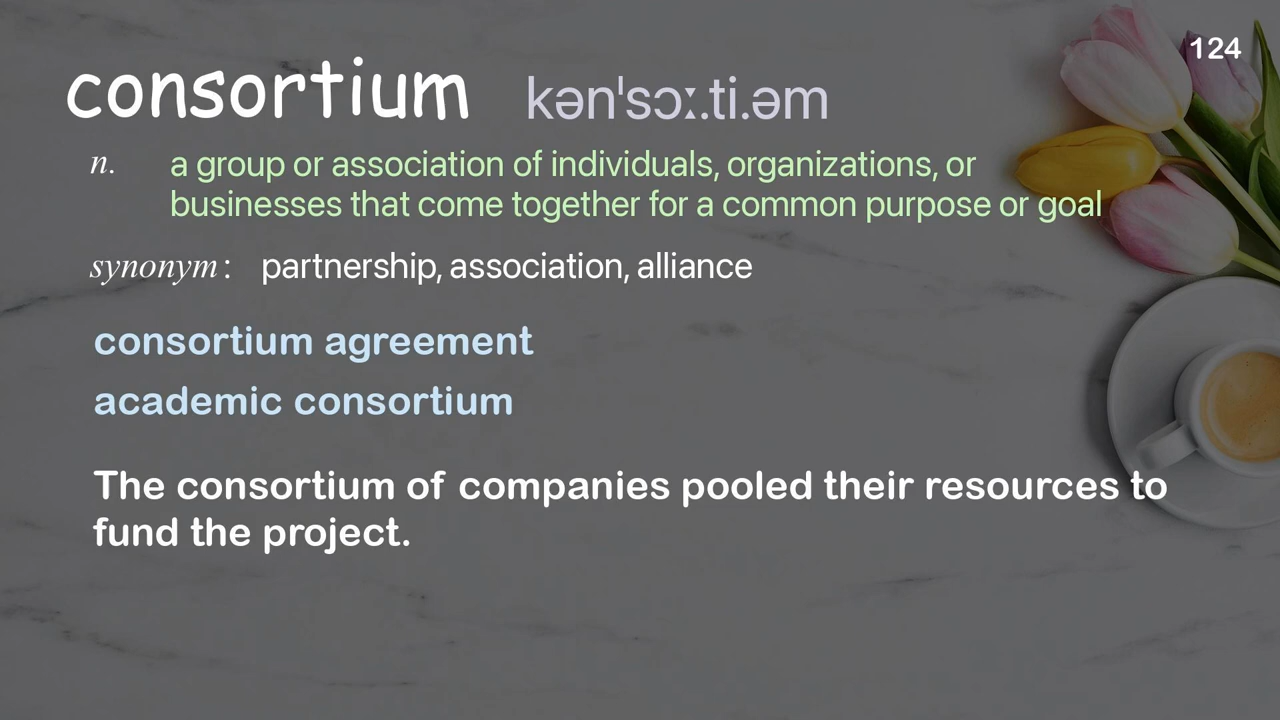 124
consortium kən'sɔː.ti.əm
n. a group or association of individuals, organizations, or
businesses that come together for a common purpose or goal
synonym: partnership, association, alliance
consortium agreement
academic consortium
The consortium of companies pooled their resources to
fund the project.